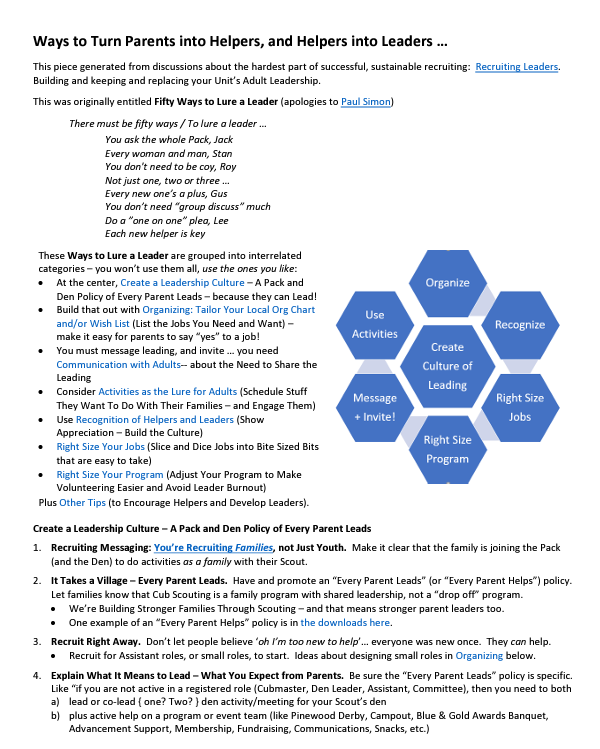 Ways to Turn Parents into Helpers, and Helpers into Leaders …
This piece generated from discussions about the hardest part of successful, sustainable recruiting:  Recruiting Leaders.
Building and keeping and replacing your Unit's Adult Leadership.
This was originally entitled Fifty Ways to Lure a Leader (apologies to Paul Simon)
There must be fifty ways / To lure a leader …
You ask the whole Pack, Jack
Every woman and man, Stan
You don't need to be coy, Roy
Not just one, two or three …
Every new one's a plus, Gus
You don't need "group discuss" much
Do a "one on one" plea, Lee
Each new helper is key
These Ways to Lure a Leader are grouped into interrelated
categories – you won't use them all, use the ones you like:
• At the center, Create a Leadership Culture – A Pack and
Den Policy of Every Parent Leads – because they can Lead!
• Build that out with Organizing: Tailor Your Local Org Chart
and/or Wish List (List the Jobs You Need and Want) –
make it easy for parents to say "yes" to a job!
• You must message leading, and invite … you need
Communication with Adults-- about the Need to Share the
Leading
• Consider Activities as the Lure for Adults (Schedule Stuff
They Want To Do With Their Families – and Engage Them)
• Use Recognition of Helpers and Leaders (Show
Appreciation – Build the Culture)
• Right Size Your Jobs (Slice and Dice Jobs into Bite Sized Bits
that are easy to take)
• Right Size Your Program (Adjust Your Program to Make
Volunteering Easier and Avoid Leader Burnout)
Plus Other Tips (to Encourage Helpers and Develop Leaders).
Organize
Use
Activities
Recognize
Create
Culture of
Leading
Message
+ Invite!
Right Size
Jobs
Right Size
Program
Create a Leadership Culture – A Pack and Den Policy of Every Parent Leads
1. Recruiting Messaging: You're Recruiting Families, not Just Youth.  Make it clear that the family is joining the Pack
(and the Den) to do activities as a family with their Scout.
2. It Takes a Village – Every Parent Leads.  Have and promote an "Every Parent Leads" (or "Every Parent Helps") policy.
Let families know that Cub Scouting is a family program with shared leadership, not a "drop off" program.
• We're Building Stronger Families Through Scouting – and that means stronger parent leaders too.
• One example of an "Every Parent Helps" policy is in the downloads here.
3. Recruit Right Away.  Don't let people believe 'oh I'm too new to help'… everyone was new once.  They can help.
• Recruit for Assistant roles, or small roles, to start.  Ideas about designing small roles in Organizing below.
4. Explain What It Means to Lead – What You Expect from Parents.  Be sure the "Every Parent Leads" policy is specific.
Like "if you are not active in a registered role (Cubmaster, Den Leader, Assistant, Committee), then you need to both
a) lead or co-lead { one? Two? } den activity/meeting for your Scout's den
b) plus active help on a program or event team (like Pinewood Derby, Campout, Blue & Gold Awards Banquet,
Advancement Support, Membership, Fundraising, Communications, Snacks, etc.)